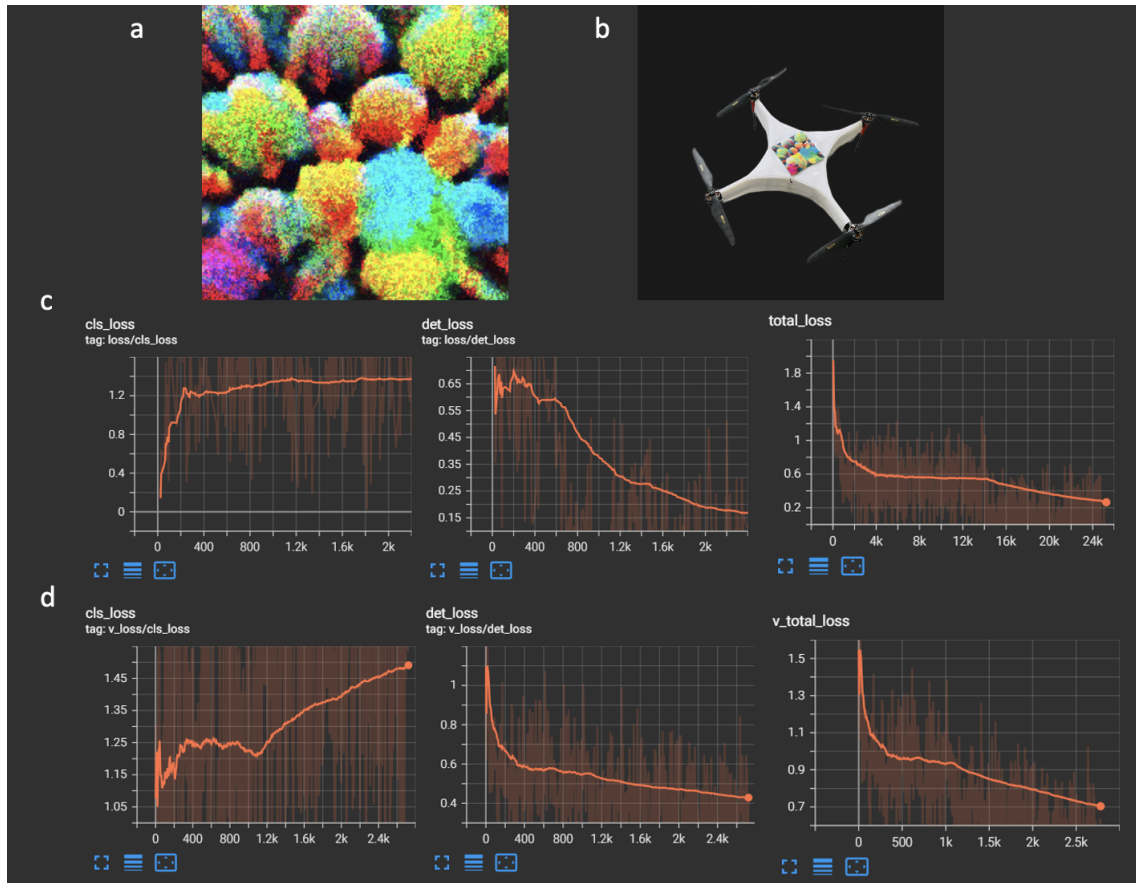 a
b
c
cls_loss
tag: loss/cls_loss
1.2
0.8
0.4
0
0 400 800 1.2k 1.6k 2k
det_loss
tag: loss/det_loss
0.65
0.55
0.45
0.35
0.25
0.15
0 400 800 1.2k 1.6k 2k
total_loss
1.8
1.4
1
0.6
0.2
0 4k 8k 12k 16k 20k 24k
d
cls_loss
tag: v_loss/cls_loss
1.45
1.35
1.25
1.15
1.05
0 400 800 1.2k 1.6k 2k 2.4k
det_loss
tag: v_loss/det_loss
1
0.8
0.6
0.4
0 400 800 1.2k 1.6k 2k 2.4k
v_total_loss
1.5
1.3
1.1
0.9
0.7
0 500 1k 1.5k 2k 2.5k